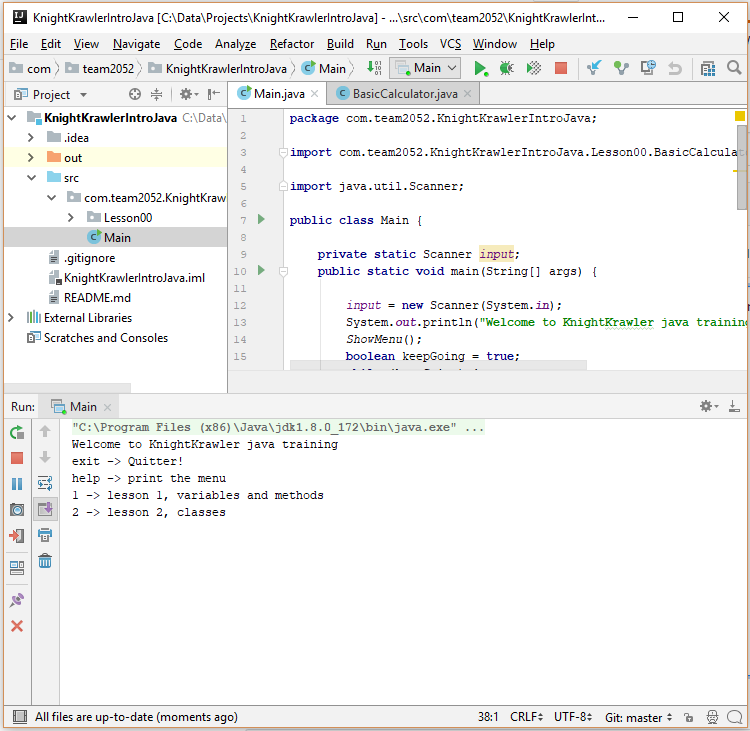 KnightKrawlerIntroJava [C:\Data\Projects\KnightKrawlerIntroJava] - ...\src\com\team2052\KnightKrawlerInt...
File Edit View Navigate Code Analyze Refactor Build Run Tools VCS Window Help
com team2052 KnightKrawlerIntroJava Main Main
Project
Main.java BasicCalculator.java
KnightKrawlerIntroJava C:\Data\
.idea
out
src
com.team2052.KnightKraw
Lesson00
Main
.gitignore
KnightKrawlerIntroJava.iml
README.md
External Libraries
Scratches and Consoles
1 package com.team2052.KnightKrawlerIntroJava;
2
3 import com.team2052.KnightKrawlerIntroJava.Lesson00.BasicCalculat
4
5 import java.util.Scanner;
6
7 public class Main {
8
9 private static Scanner input;
10 public static void main(String[] args) {
11
12 input = new Scanner(System.in);
13 System.out.println("Welcome to KnightKrawler java training
14 ShowMenu();
15 boolean keepGoing = true;
Run: Main
"C:\Program Files (x86)\Java\jdk1.8.0_172\bin\java.exe" ...
Welcome to KnightKrawler java training
exit -> Quitter!
help -> print the menu
1 -> lesson 1, variables and methods
2 -> lesson 2, classes
All files are up-to-date (moments ago) 38:1 CRLF UTF-8 Git: master